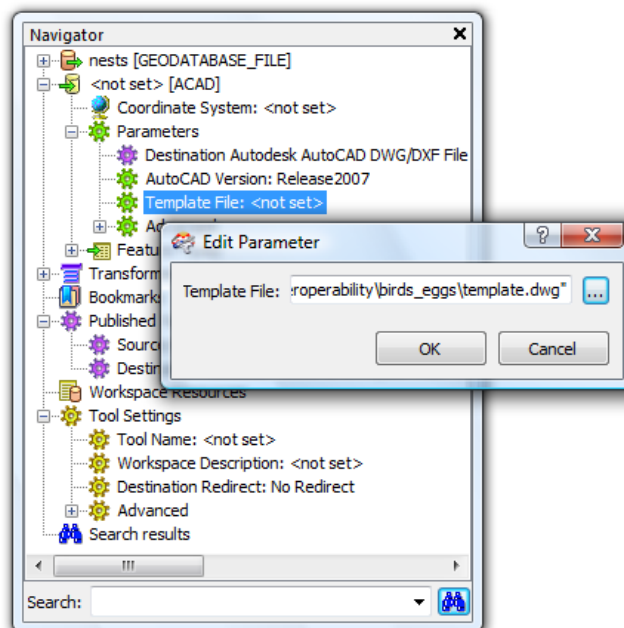 Navigator
nests [GEODATABASE_FILE]
<not set> [ACAD]
Coordinate System: <not set>
Parameters
Destination Autodesk AutoCAD DWG/DXF File
AutoCAD Version: Release2007
Template File: <not set>
Edit Parameter
Template File: eroperability\birds_eggs\template.dwg" ...
OK Cancel
Transform
Bookmarks
Published
Sourc
Destin
Workspace Resources
Tool Settings
Tool Name: <not set>
Workspace Description: <not set>
Destination Redirect: No Redirect
Advanced
Search results
Search: